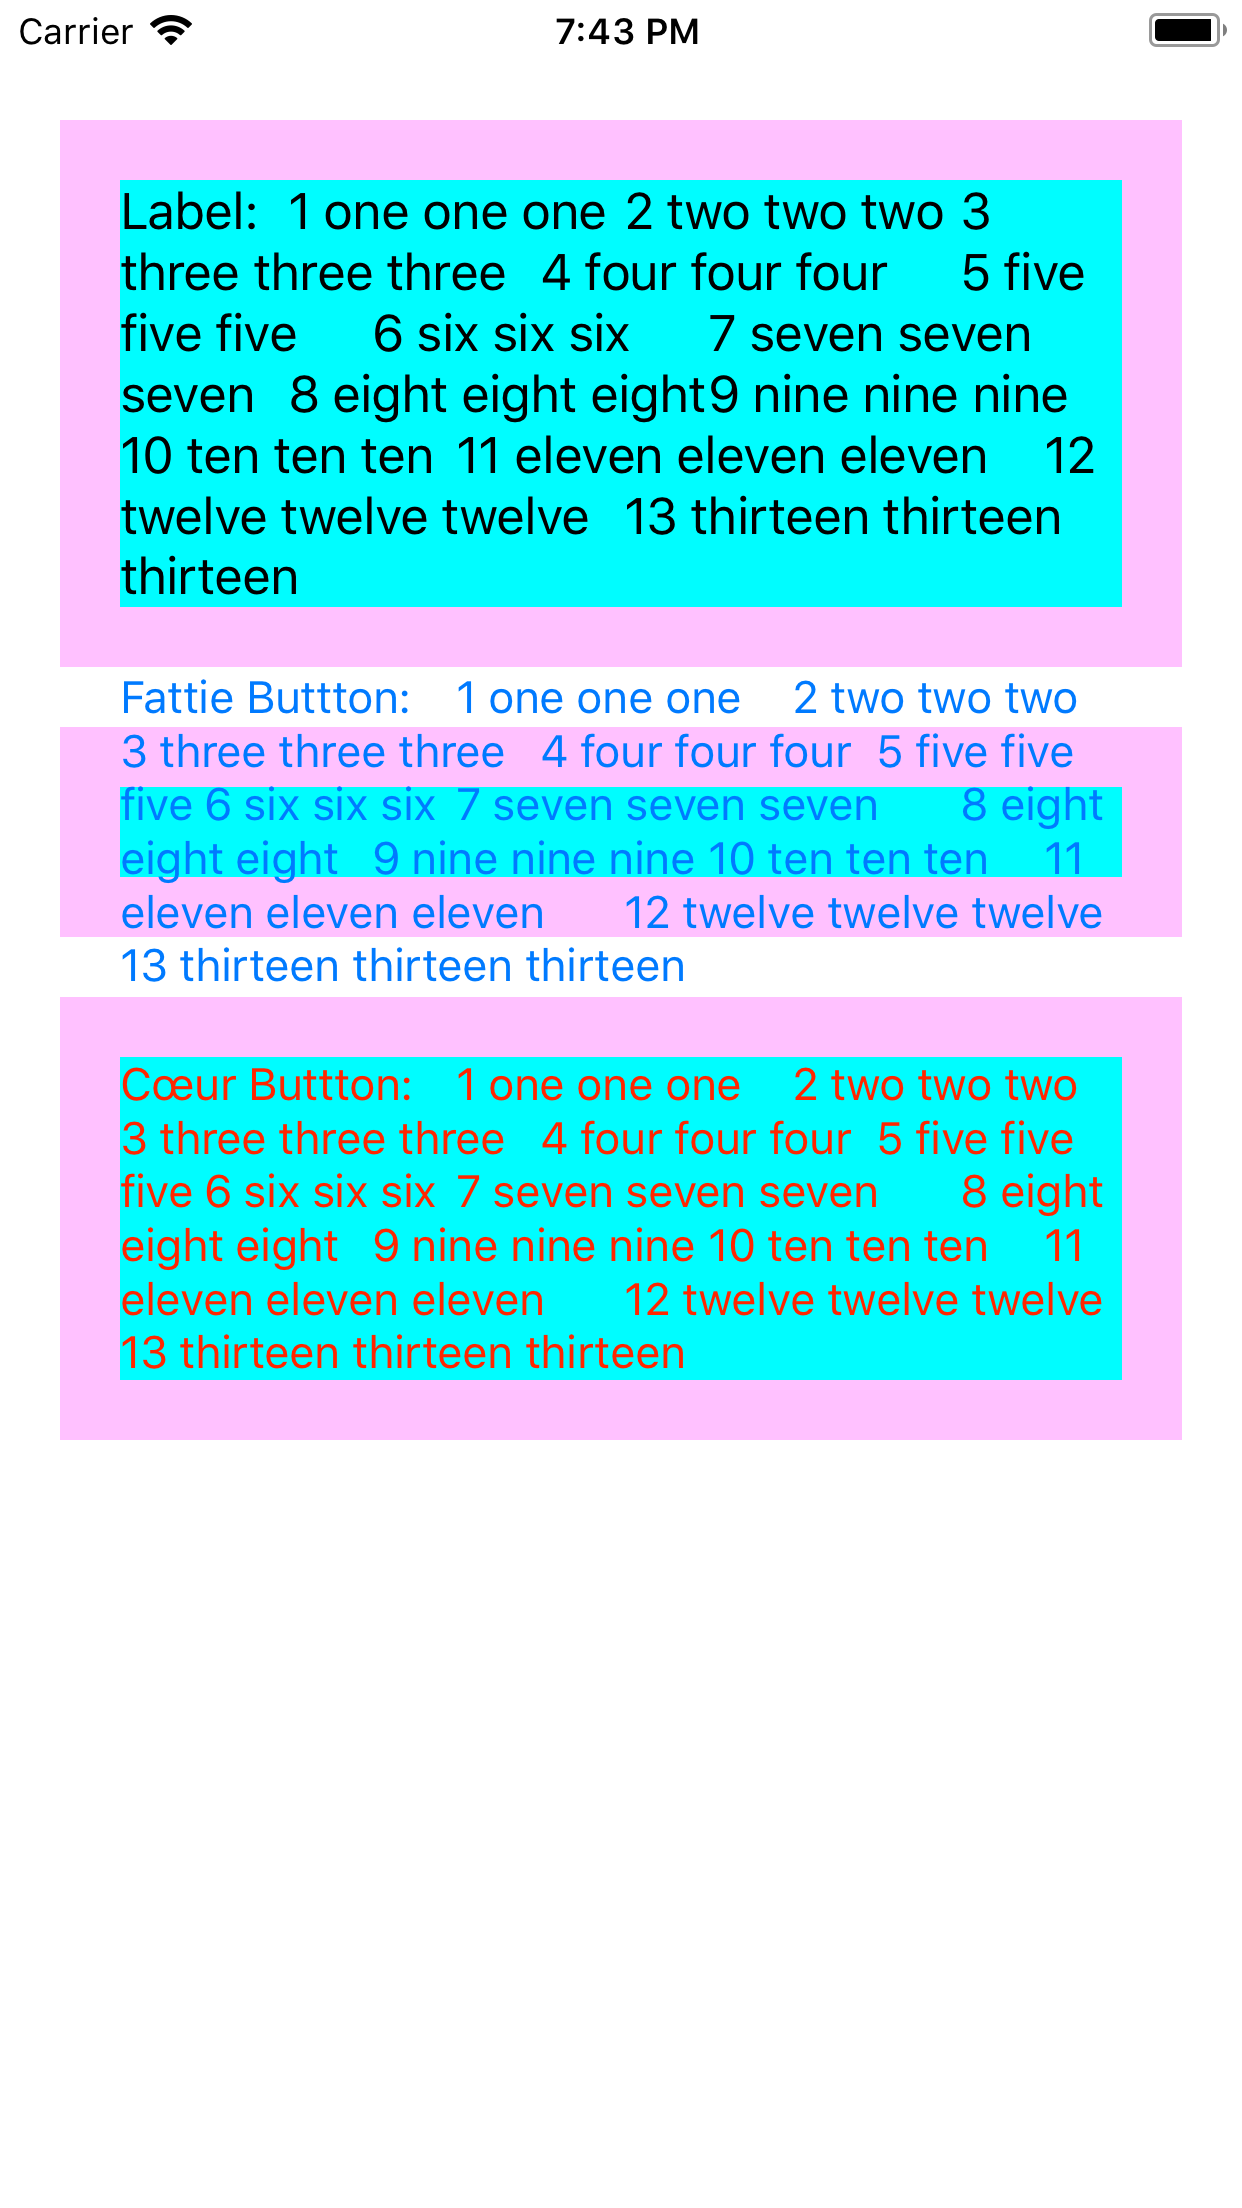 Carrier 7:43 PM
Label: 1 one one one 2 two two two 3
three three three 4 four four four 5 five
five five 6 six six six 7 seven seven
seven 8 eight eight eight9 nine nine nine
10 ten ten ten 11 eleven eleven eleven 12
twelve twelve twelve 13 thirteen thirteen
thirteen
Fattie Buttton: 1 one one one 2 two two two
3 three three three 4 four four four 5 five five
five 6 six six six 7 seven seven seven 8 eight
eight eight 9 nine nine nine 10 ten ten ten 11
eleven eleven eleven 12 twelve twelve twelve
13 thirteen thirteen thirteen
Cœur Buttton: 1 one one one 2 two two two
3 three three three 4 four four four 5 five five
five 6 six six six 7 seven seven seven 8 eight
eight eight 9 nine nine nine 10 ten ten ten 11
eleven eleven eleven 12 twelve twelve twelve
13 thirteen thirteen thirteen